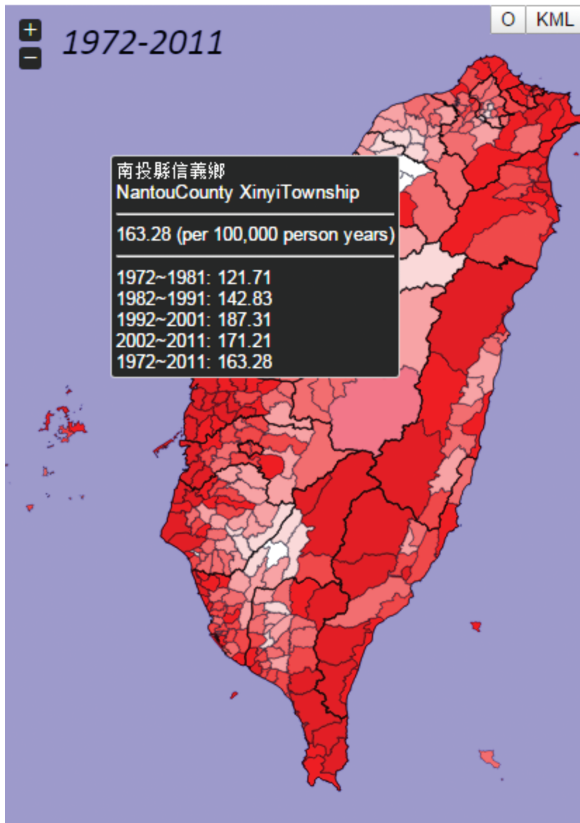 +
O KML
1972-2011
−
南投縣信義鄉
NantouCounty XinyiTownship
163.28 (per 100,000 person years)
1972~1981: 121.71
1982~1991: 142.83
1992~2001: 187.31
2002~2011: 171.21
1972~2011: 163.28